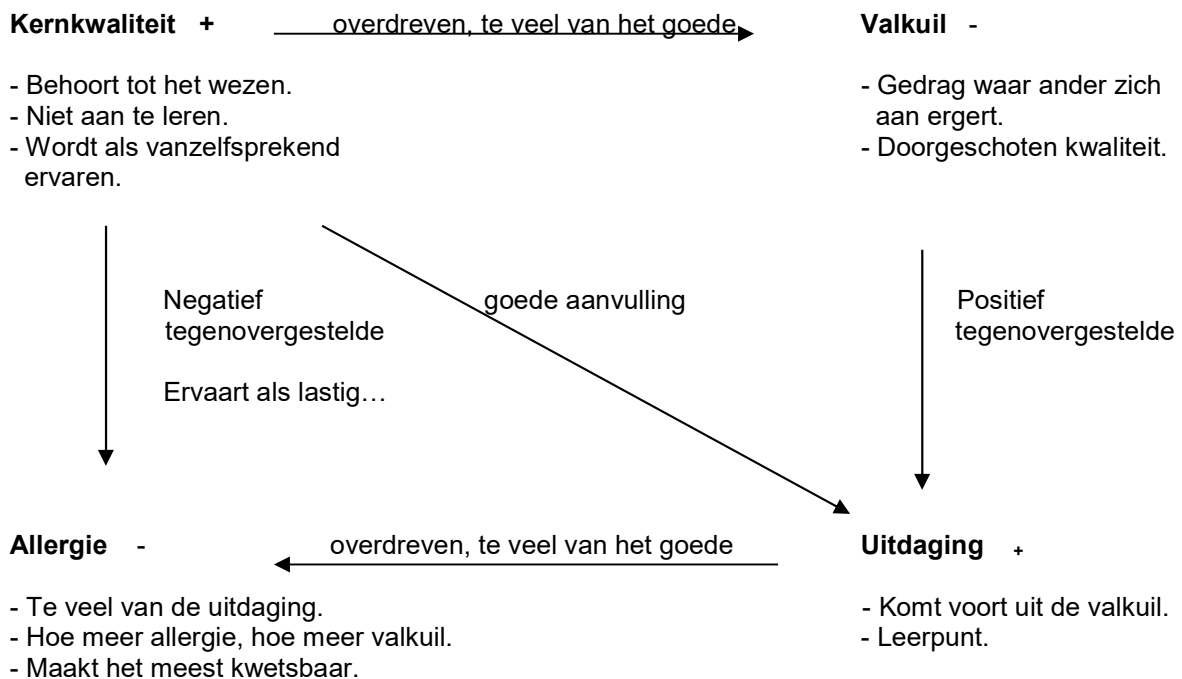 Kernkwaliteit + overdreven, te veel van het goede Valkuil -
- Behoort tot het wezen.
- Niet aan te leren.
- Wordt als vanzelfsprekend
ervaren.
- Gedrag waar ander zich
aan ergert.
- Doorgeschoten kwaliteit.
Negatief
tegenovergestelde
Ervaart als lastig…
goede aanvulling
Positief
tegenovergestelde
Allergie - overdreven, te veel van het goede Uitdaging +
- Te veel van de uitdaging.
- Hoe meer allergie, hoe meer valkuil.
- Maakt het meest kwetsbaar.
- Komt voort uit de valkuil.
- Leerpunt.